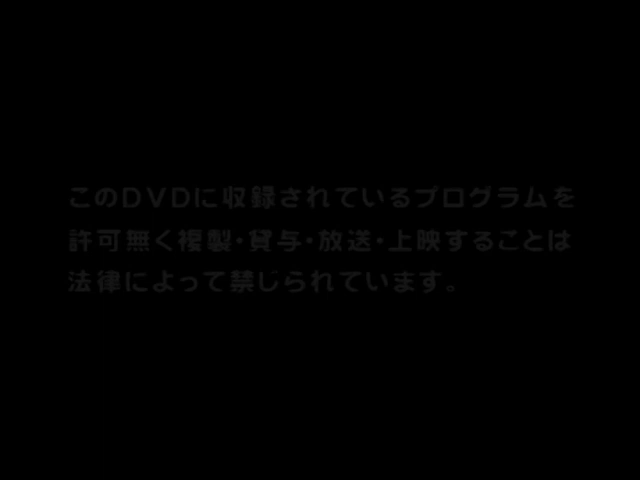 このDVDに収録されているプログラムを
許可無く複製・貸与・放送・上映することは
法律によって禁じられています。